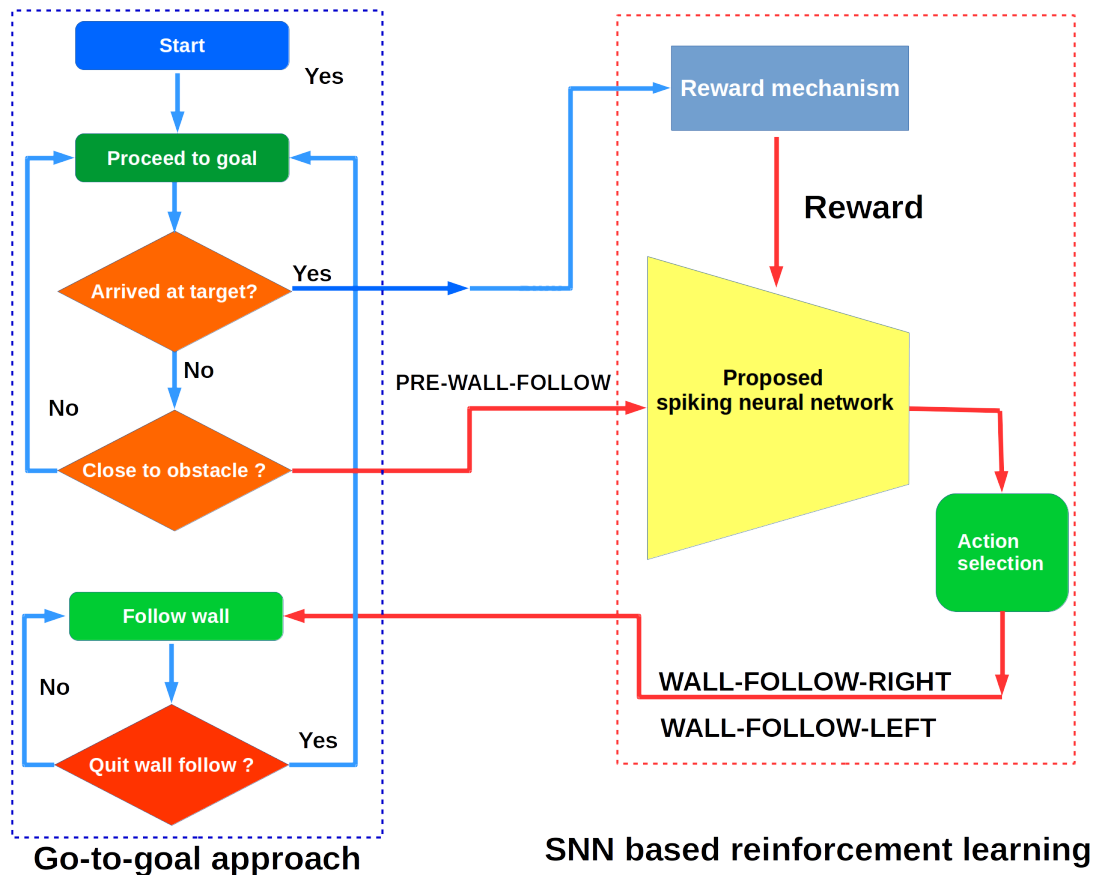 Start
Yes
Proceed to goal
Arrived at target?
Yes
No
No
Close to obstacle ?
PRE-WALL-FOLLOW
Follow wall
No
Quit wall follow ?
Yes
Go-to-goal approach
Reward mechanism
Reward
Proposed
spiking neural network
Action
selection
WALL-FOLLOW-RIGHT
WALL-FOLLOW-LEFT
SNN based reinforcement learning